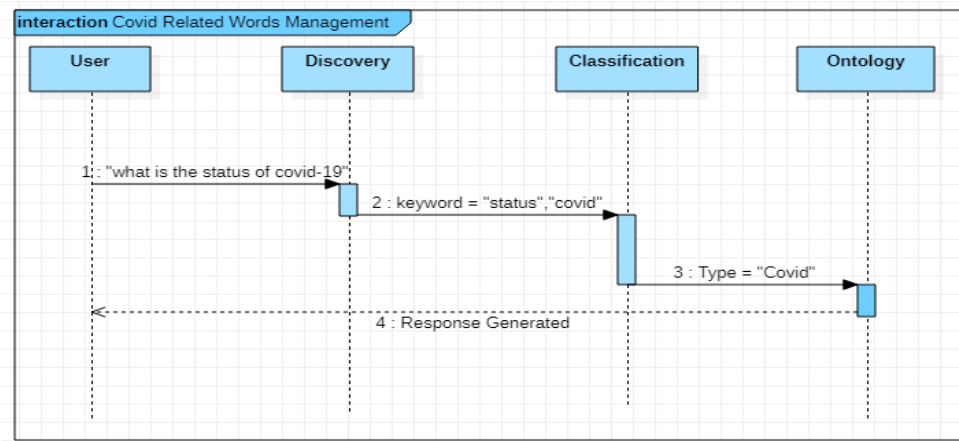 interaction Covid Related Words Management
User
Discovery
Classification
Ontology
1 : "what is the status of covid-19"
2 : keyword = "status","covid"
3 : Type = "Covid"
4 : Response Generated